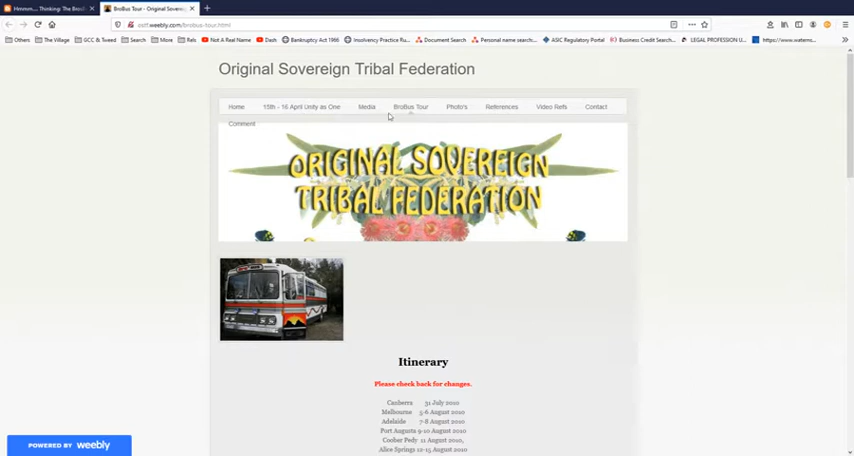 Hmmm.... Thinking: The Brob
BroBus Tour - Original Sovereig
ostf.weebly.com/brobus-tour.html
Others
The Village
GCC & Tweed
Search
More
Rels
Not A Real Name
Dash
Bankruptcy Act 1966
Insolvency Practice Ru...
Document Search
Personal name search:...
ASIC Regulatory Portal
Business Credit Search...
LEGAL PROFESSION U...
https://www.waterns...
Original Sovereign Tribal Federation
Home 15th - 16 April Unity as One Media BroBus Tour Photo's References Video Refs Contact
Comment
ORIGINAL SOVEREIGN
TRIBAL FEDERATION
Itinerary
Please check back for changes.
Canberra 31 July 2010
Melbourne 5-6 August 2010
Adelaide 7-8 August 2010
Port Augusta 9-10 August 2010
Coober Pedy 11 August 2010,
Alice Springs 12-15 August 2010
POWERED BY weebly